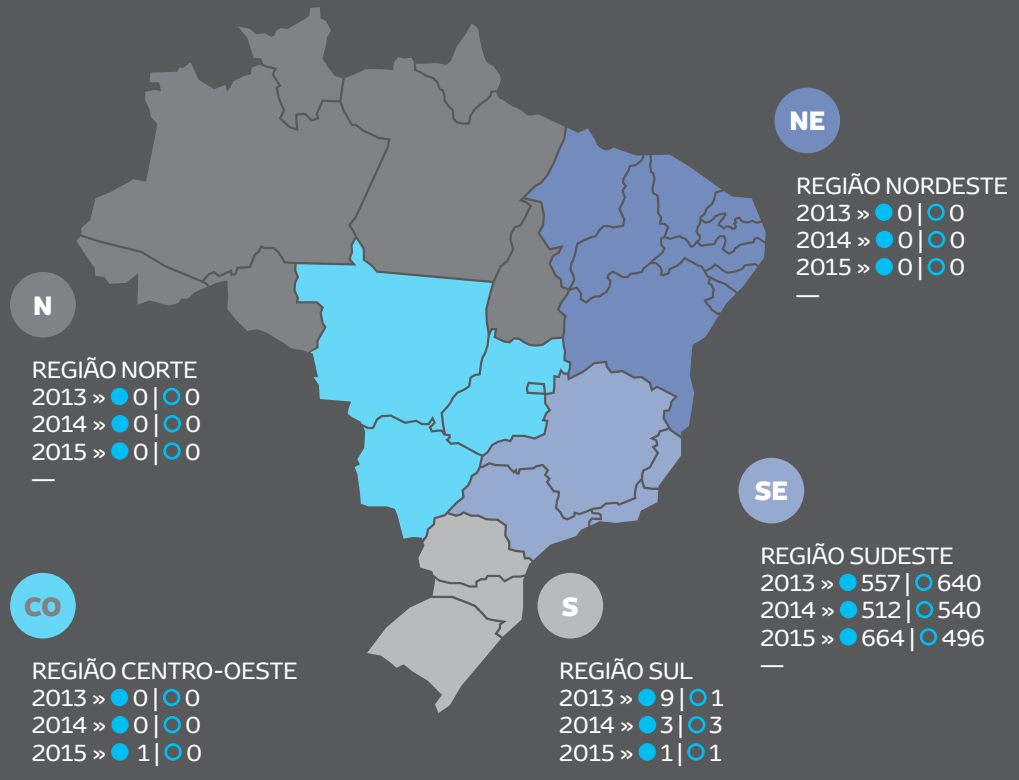 NE
REGIÃO NORDESTE
2013 » ● 0 | ○ 0
2014 » ● 0 | ○ 0
2015 » ● 0 | ○ 0
—
N
REGIÃO NORTE
2013 » ● 0 | ○ 0
2014 » ● 0 | ○ 0
2015 » ● 0 | ○ 0
—
SE
REGIÃO SUDESTE
2013 » ● 557 | ○ 640
2014 » ● 512 | ○ 540
2015 » ● 664 | ○ 496
—
CO
REGIÃO CENTRO-OESTE
2013 » ● 0 | ○ 0
2014 » ● 0 | ○ 0
2015 » ● 1 | ○ 0
S
REGIÃO SUL
2013 » ● 9 | ○ 1
2014 » ● 3 | ○ 3
2015 » ● 1 | ○ 1